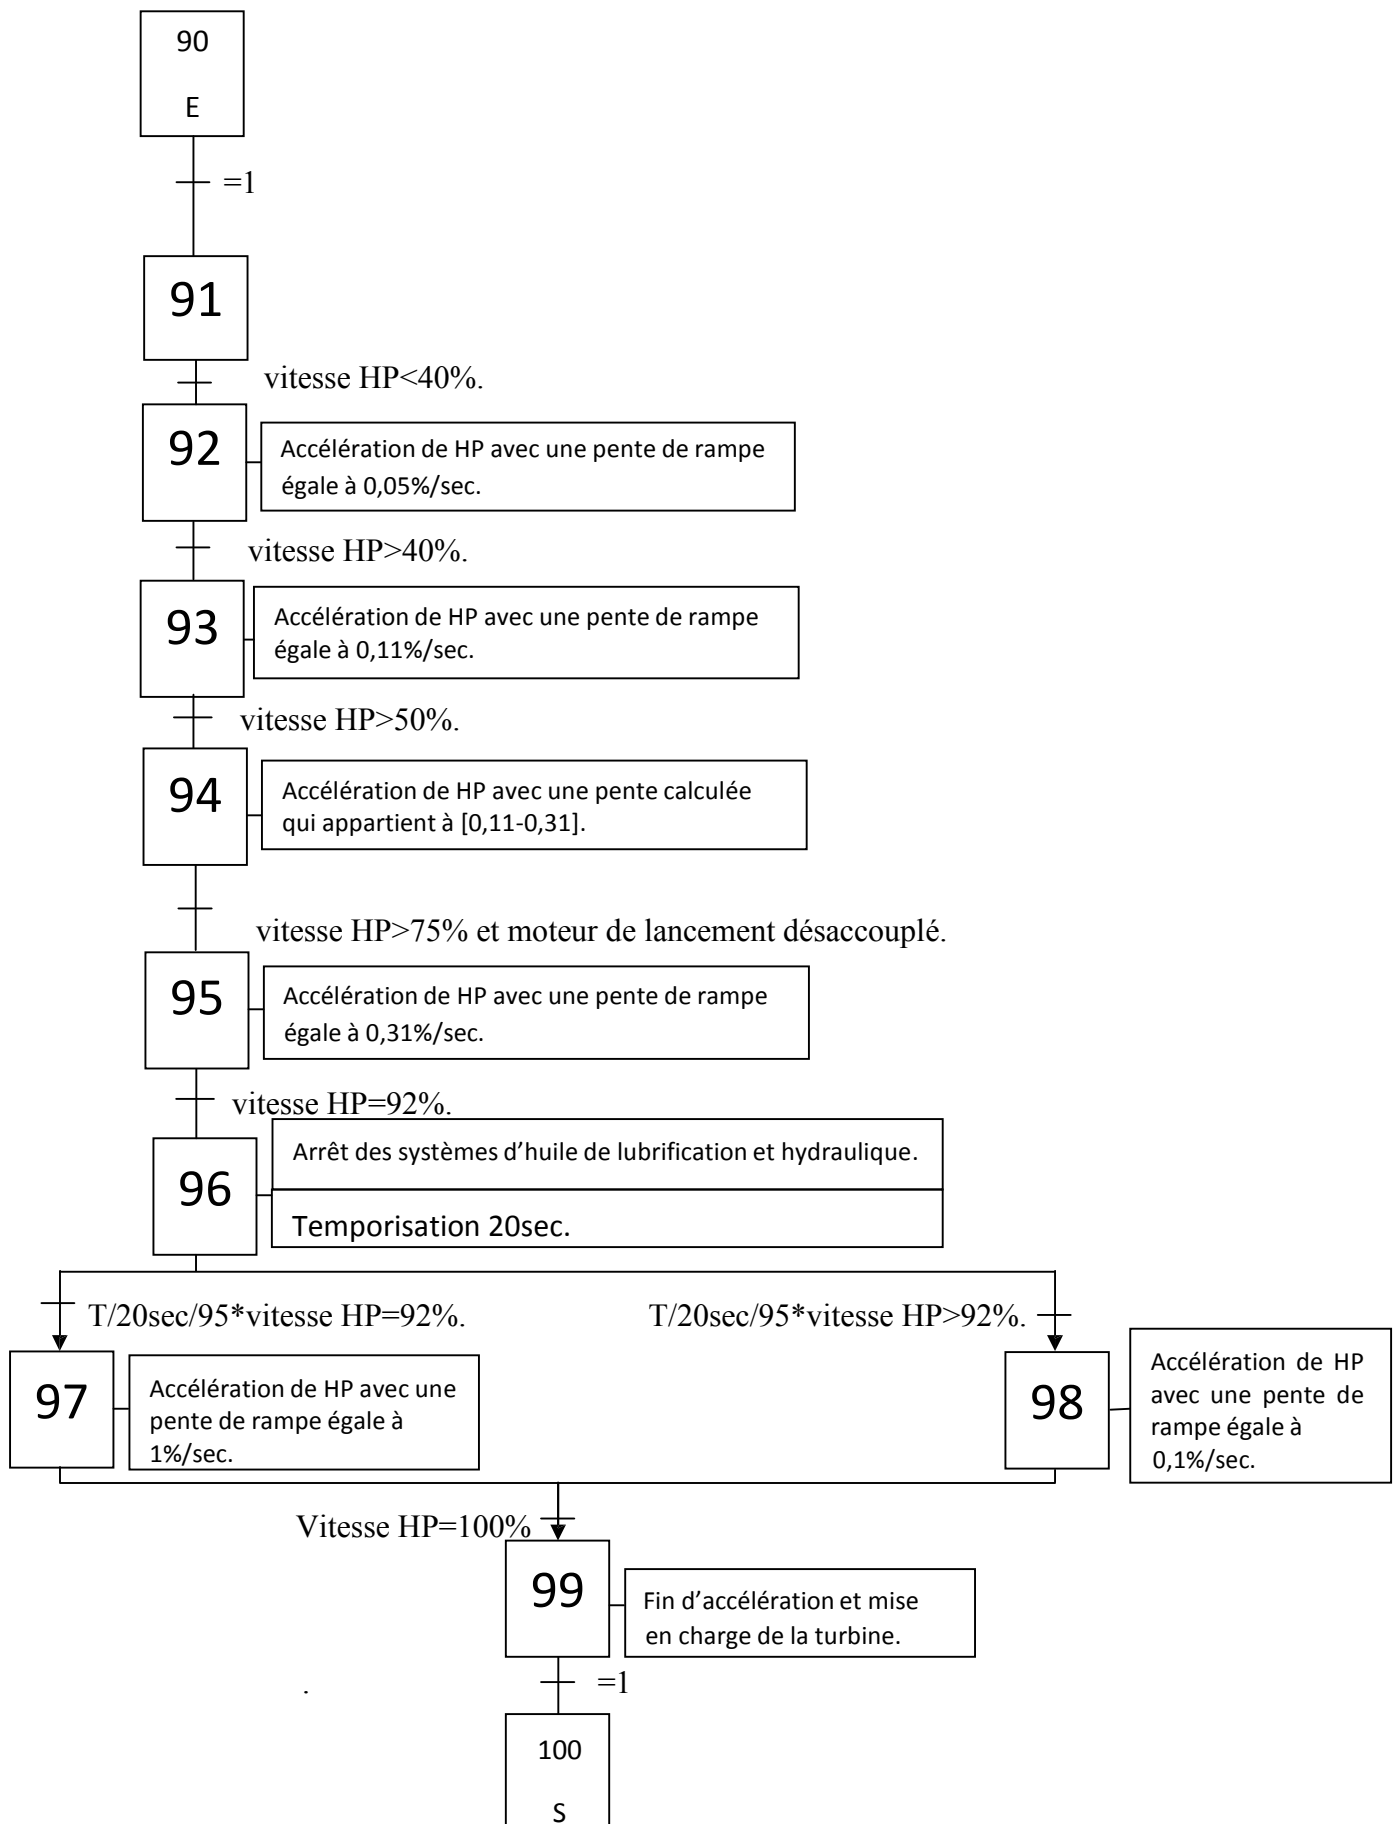 90
E
=1
91
vitesse HP<40%.
92
Accélération de HP avec une pente de rampe
égale à 0,05%/sec.
vitesse HP>40%.
93
Accélération de HP avec une pente de rampe
égale à 0,11%/sec.
vitesse HP>50%.
94
Accélération de HP avec une pente calculée
qui appartient à [0,11-0,31].
vitesse HP>75% et moteur de lancement désaccouplé.
95
Accélération de HP avec une pente de rampe
égale à 0,31%/sec.
vitesse HP=92%.
96
Arrêt des systèmes d’huile de lubrification et hydraulique.
Temporisation 20sec.
T/20sec/95*vitesse HP=92%.
T/20sec/95*vitesse HP>92%.
97
Accélération de HP avec une
pente de rampe égale à
1%/sec.
98
Accélération de HP
avec une pente de
rampe égale à
0,1%/sec.
Vitesse HP=100%
99
Fin d’accélération et mise
en charge de la turbine.
.
=1
100
S